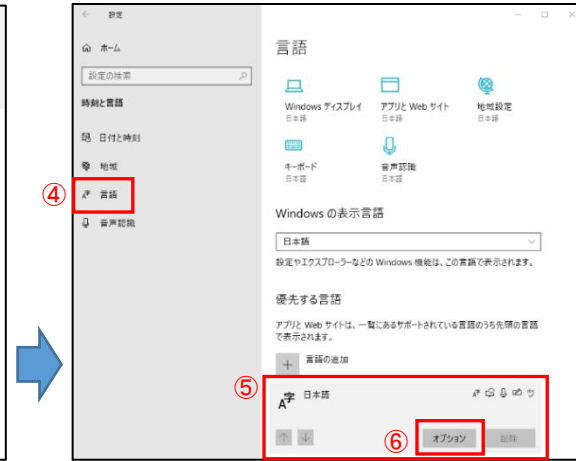 設定
ホーム
設定の検索
時刻と言語
日付と時刻
地域
④
言語
音声認識
言語
Windows ディスプレイ
日本語
アプリと Web サイト
日本語
地域設定
日本語
キーボード
日本語
音声認識
日本語
Windows の表示言語
日本語
設定やエクスプローラーなどの Windows 機能は、この言語で表示されます。
優先する言語
アプリと Web サイトは、一覧にあるサポートされている言語のうち先頭の言語
で表示されます。
言語の追加
⑤
A字 日本語
⑥
オプション
削除